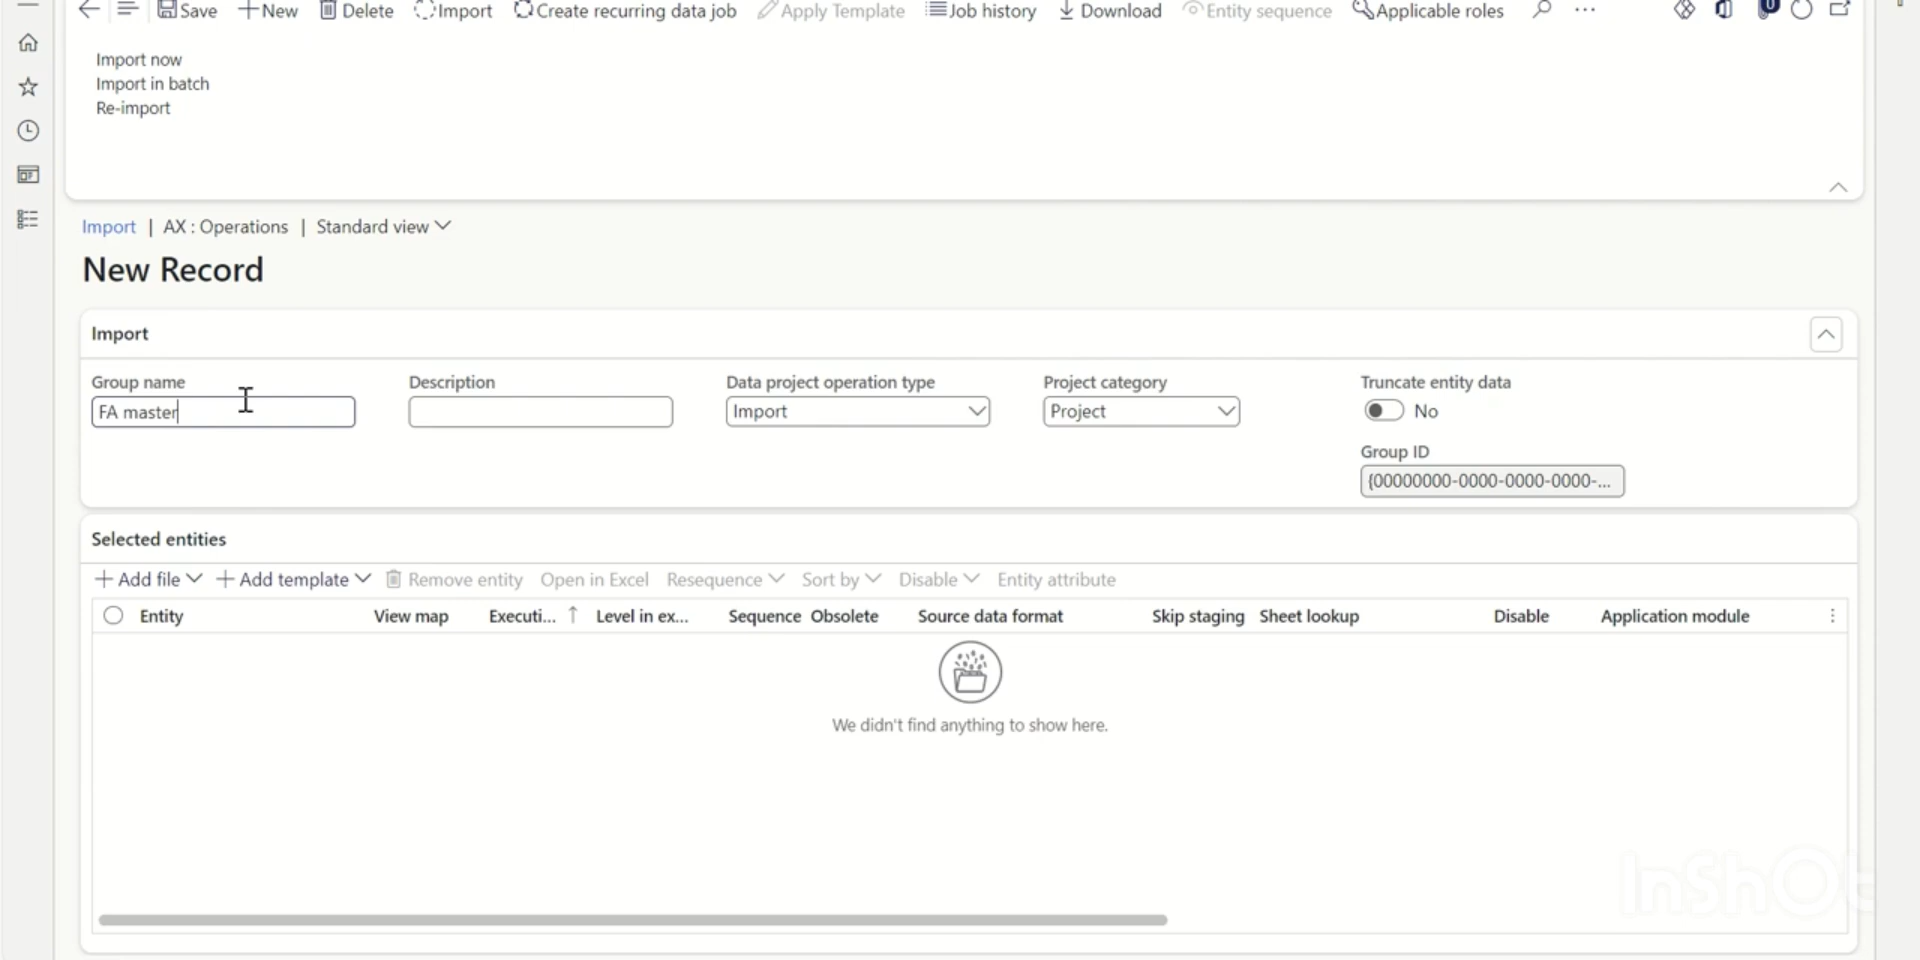 Save New Delete Import Create recurring data job Apply Template Job history Download Entity sequence Applicable roles ... 0
Import now
Import in batch
Re-import
Import | AX : Operations | Standard view
New Record
Import
Group name Description Data project operation type Project category Truncate entity data
FA master Import Project No
Group ID
{00000000-0000-0000-0000-...
Selected entities
Add file Add template Remove entity Open in Excel Resequence Sort by Disable Entity attribute
Entity View map Executi... Level in ex... Sequence Obsolete Source data format Skip staging Sheet lookup Disable Application module
We didn't find anything to show here.
InShOt